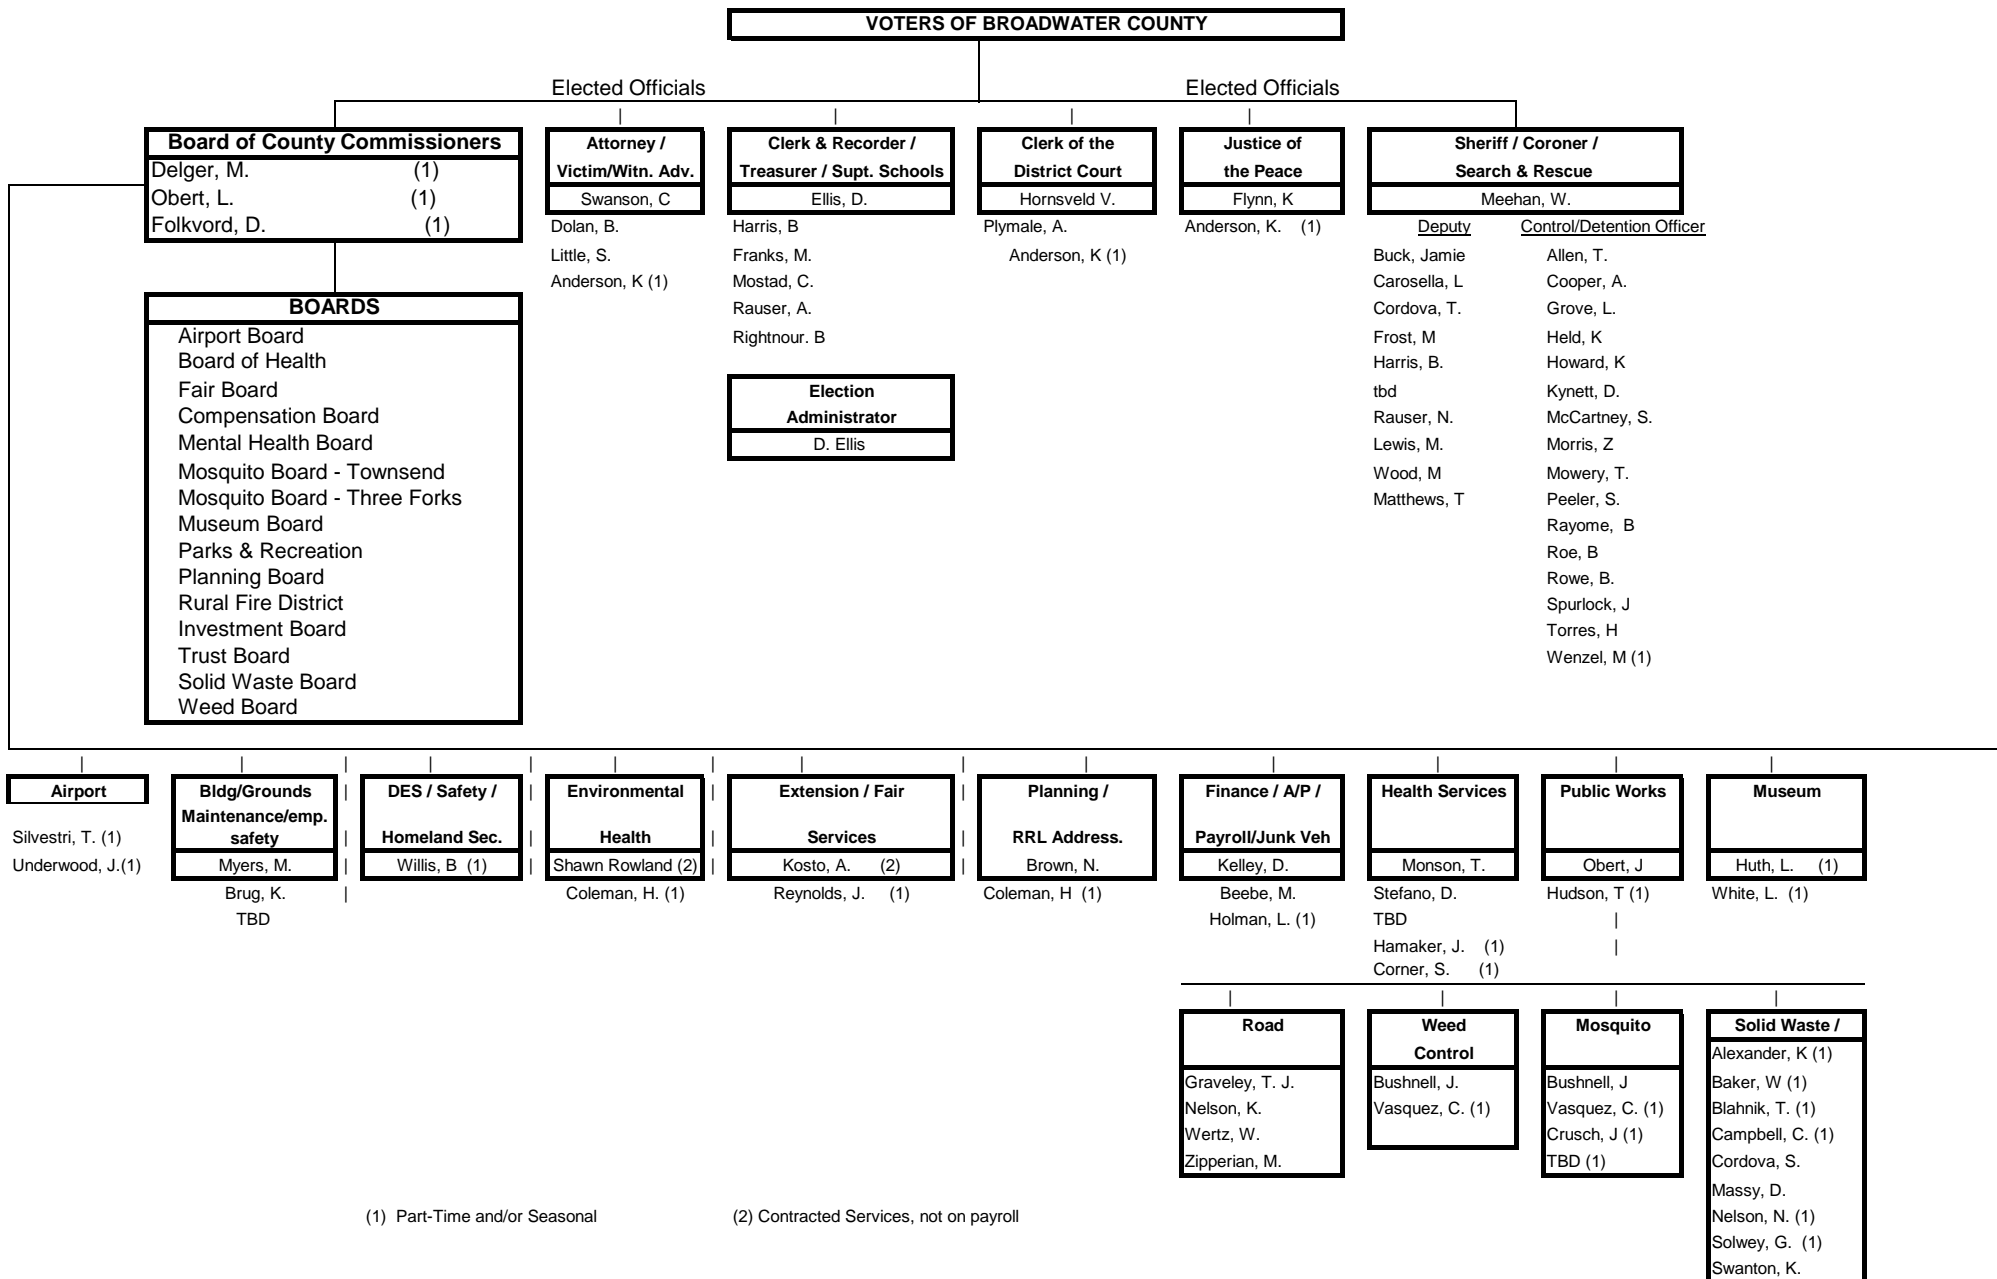 VOTERS OF BROADWATER COUNTY
Elected Officials
Elected Officials
Board of County Commissioners
Delger, M. (1)
Obert, L. (1)
Folkvord, D. (1)
Attorney /
Victim/Witn. Adv.
Swanson, C
Dolan, B.
Little, S.
Anderson, K (1)
Clerk & Recorder /
Treasurer / Supt. Schools
Ellis, D.
Harris, B
Franks, M.
Mostad, C.
Rauser, A.
Rightnour. B
Election
Administrator
D. Ellis
Clerk of the
District Court
Hornsveld V.
Plymale, A.
Anderson, K (1)
Justice of
the Peace
Flynn, K
Anderson, K. (1)
Sheriff / Coroner /
Search & Rescue
Meehan, W.
Deputy
Buck, Jamie
Carosella, L
Cordova, T.
Frost, M
Harris, B.
tbd
Rauser, N.
Lewis, M.
Wood, M
Matthews, T
Control/Detention Officer
Allen, T.
Cooper, A.
Grove, L.
Held, K
Howard, K
Kynett, D.
McCartney, S.
Morris, Z
Mowery, T.
Peeler, S.
Rayome, B
Roe, B
Rowe, B.
Spurlock, J
Torres, H
Wenzel, M (1)
BOARDS
Airport Board
Board of Health
Fair Board
Compensation Board
Mental Health Board
Mosquito Board - Townsend
Mosquito Board - Three Forks
Museum Board
Parks & Recreation
Planning Board
Rural Fire District
Investment Board
Trust Board
Solid Waste Board
Weed Board
Airport
Silvestri, T. (1)
Underwood, J.(1)
Bldg/Grounds
Maintenance/emp.
safety
Myers, M.
Brug, K.
TBD
DES / Safety /
Homeland Sec.
Willis, B (1)
Environmental
Health
Shawn Rowland (2)
Coleman, H. (1)
Extension / Fair
Services
Kosto, A. (2)
Reynolds, J. (1)
Planning /
RRL Address.
Brown, N.
Coleman, H (1)
Finance / A/P /
Payroll/Junk Veh
Kelley, D.
Beebe, M.
Holman, L. (1)
Health Services
Monson, T.
Stefano, D.
TBD
Hamaker, J. (1)
Corner, S. (1)
Public Works
Obert, J
Hudson, T (1)
Museum
Huth, L. (1)
White, L. (1)
Road
Graveley, T. J.
Nelson, K.
Wertz, W.
Zipperian, M.
Weed
Control
Bushnell, J.
Vasquez, C. (1)
Mosquito
Bushnell, J
Vasquez, C. (1)
Crusch, J (1)
TBD (1)
Solid Waste /
Alexander, K (1)
Baker, W (1)
Blahnik, T. (1)
Campbell, C. (1)
Cordova, S.
Massy, D.
Nelson, N. (1)
Solwey, G. (1)
Swanton, K.
(1) Part-Time and/or Seasonal
(2) Contracted Services, not on payroll